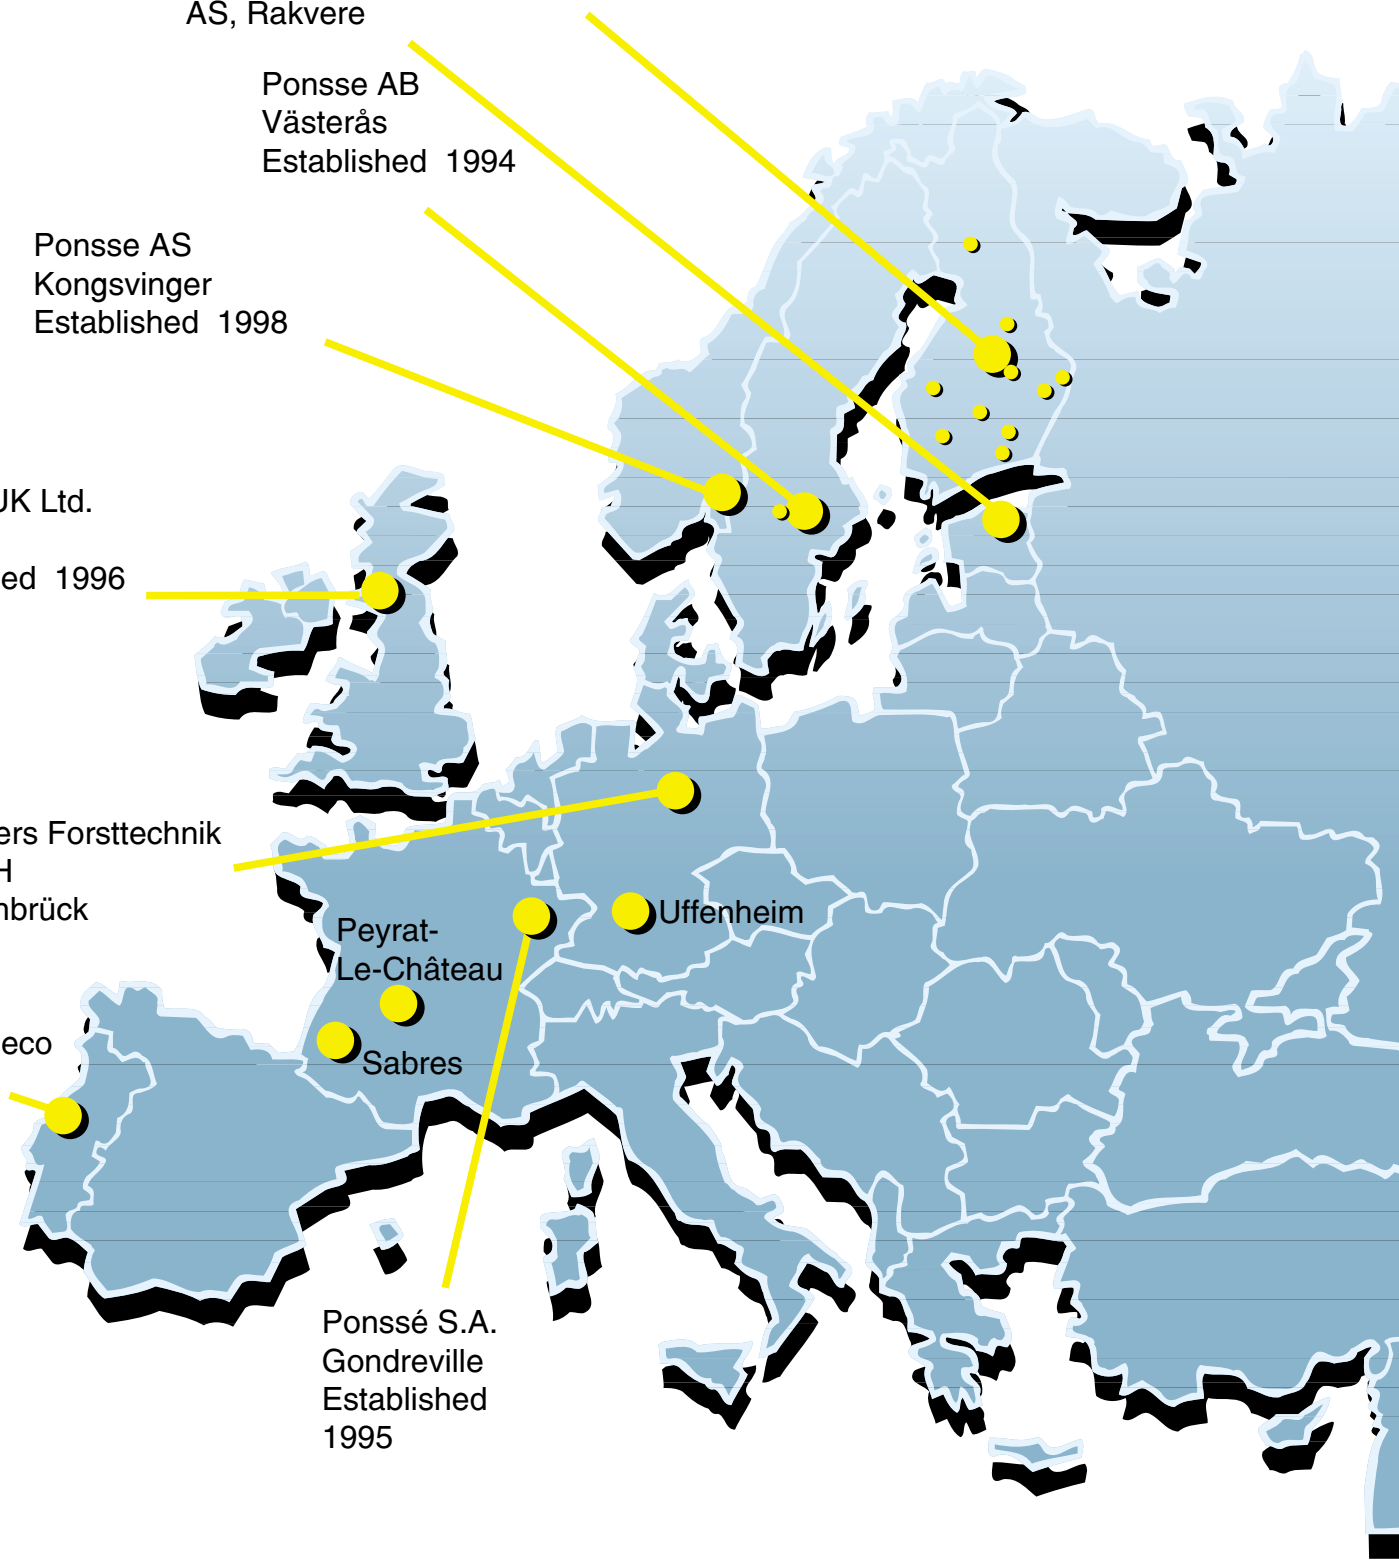 AS, Rakvere
Ponsse AB
Västerås
Established 1994
Ponsse AS
Kongsvinger
Established 1998
UK Ltd.
ed 1996
ers Forsttechnik
H
nbrück
Uffenheim
Peyrat-
Le-Château
eco
Sabres
Ponssé S.A.
Gondreville
Established
1995